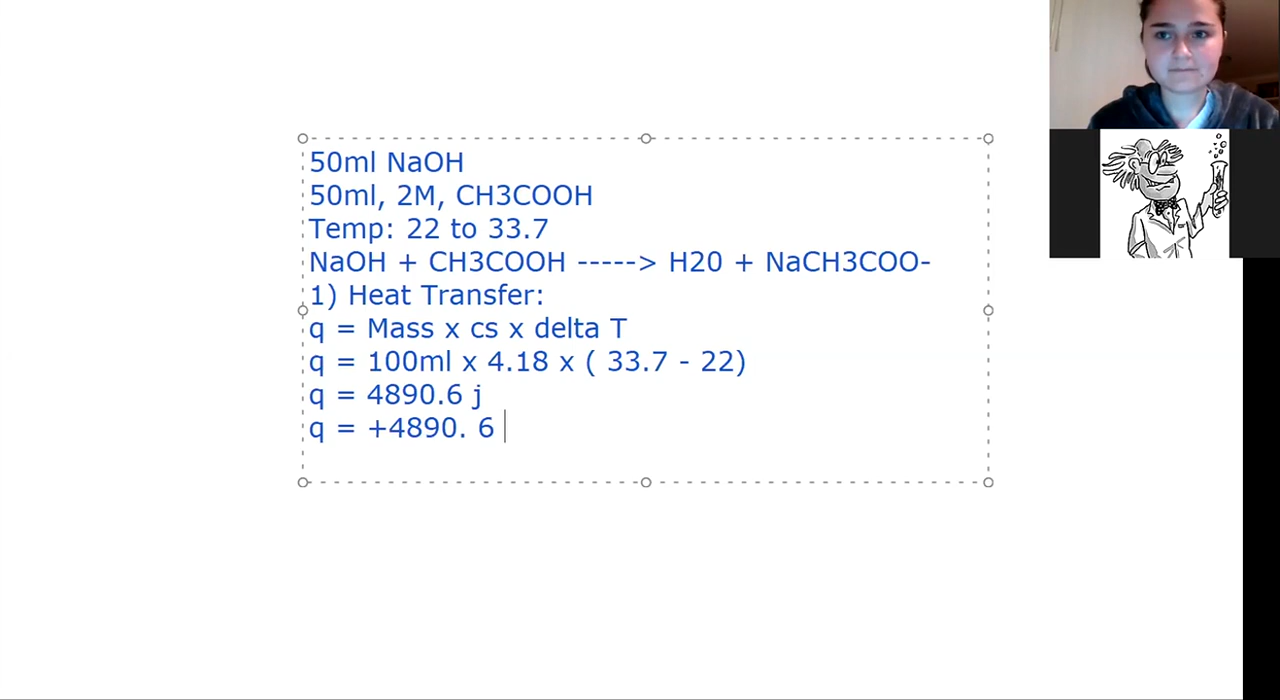 50ml NaOH
50ml, 2M, CH3COOH
Temp: 22 to 33.7
NaOH + CH3COOH -----> H20 + NaCH3COO-
1) Heat Transfer:
q = Mass x cs x delta T
q = 100ml x 4.18 x ( 33.7 - 22)
q = 4890.6 j
q = +4890. 6